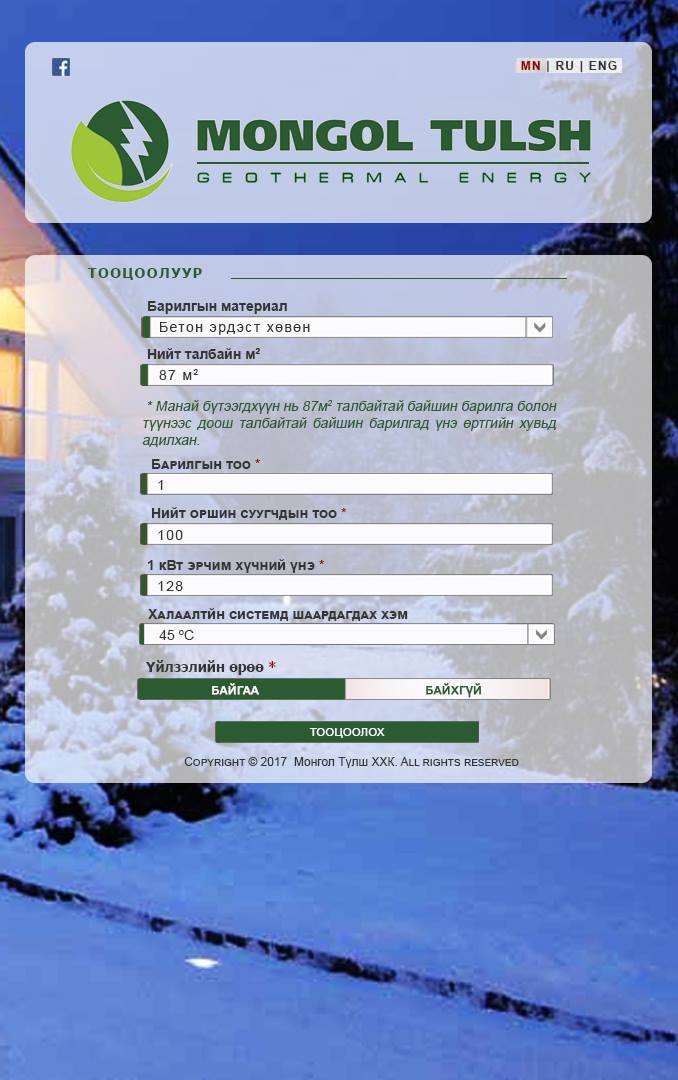 MN | RU | ENG
MONGOL TULSH
GEOTHERMAL ENERGY
ТООЦООЛУУР
Барилгын материал
Бетон эрдэст хөвөн
Нийт талбайн м²
87 м²
* Манай бүтээгдхүүн нь 87м² талбайтай байшин барилга болон
түүнээс доош талбайтай байшин барилгад үнэ өртгийн хувьд
адилхан.
Барилгын тоо *
1
Нийт оршин суугчдын тоо *
100
1 кВт эрчим хүчний үнэ *
128
Халаалтйн системд шаардагдах хэм
45 ºC
Үйлзэлийн өрөө *
БАЙГАА БАЙХГҮЙ
ТООЦООЛОХ
Copyright © 2017 Монгол Түлш ХХК. All rights reserved